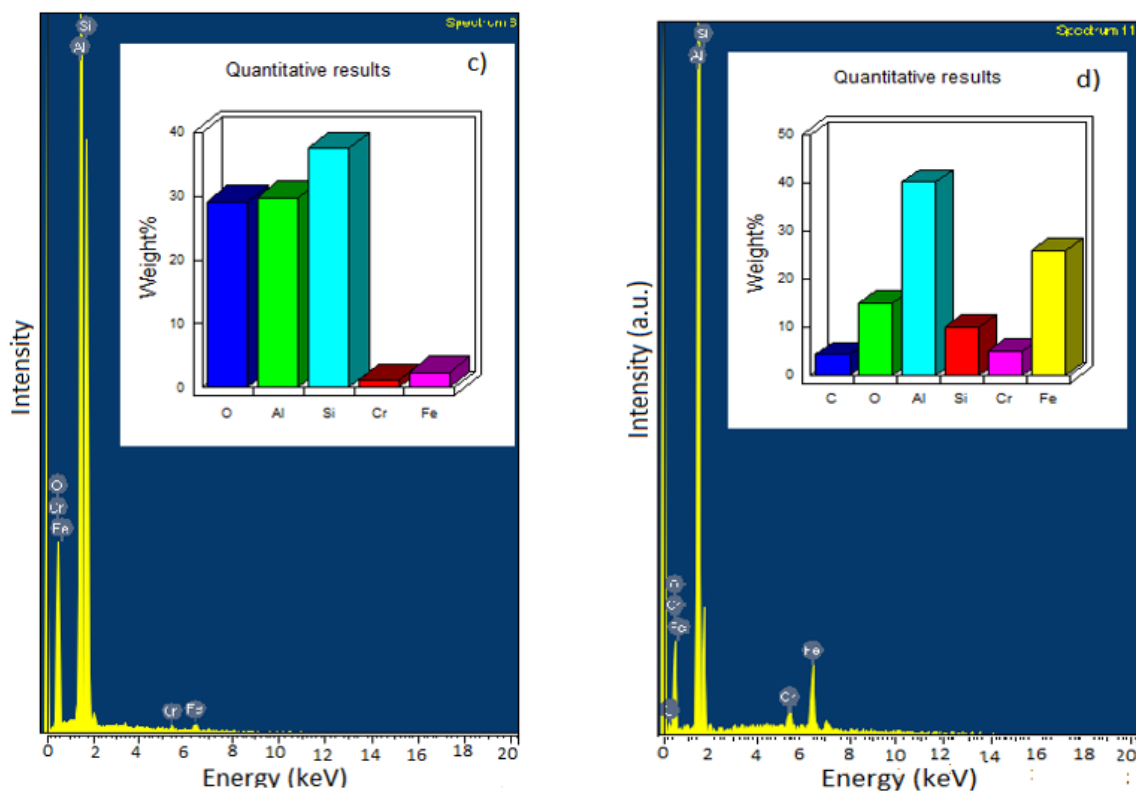 Spectrum 8
Si
Al
c)
Quantitative results
Weight%
40
30
20
10
0
O Al Si Cr Fe
Intensity
O
Cr
Fe
Cr Fe
0 2 4 6 8 10 12 14 16 18 20
Energy (keV)
Spectrum 11
Si
Al
d)
Quantitative results
Weight%
50
40
30
20
10
0
C O Al Si Cr Fe
Intensity (a.u.)
Cr
Fe
Fe
Cr
0 2 4 6 8 10 12 14 16 18 20
Energy (keV)